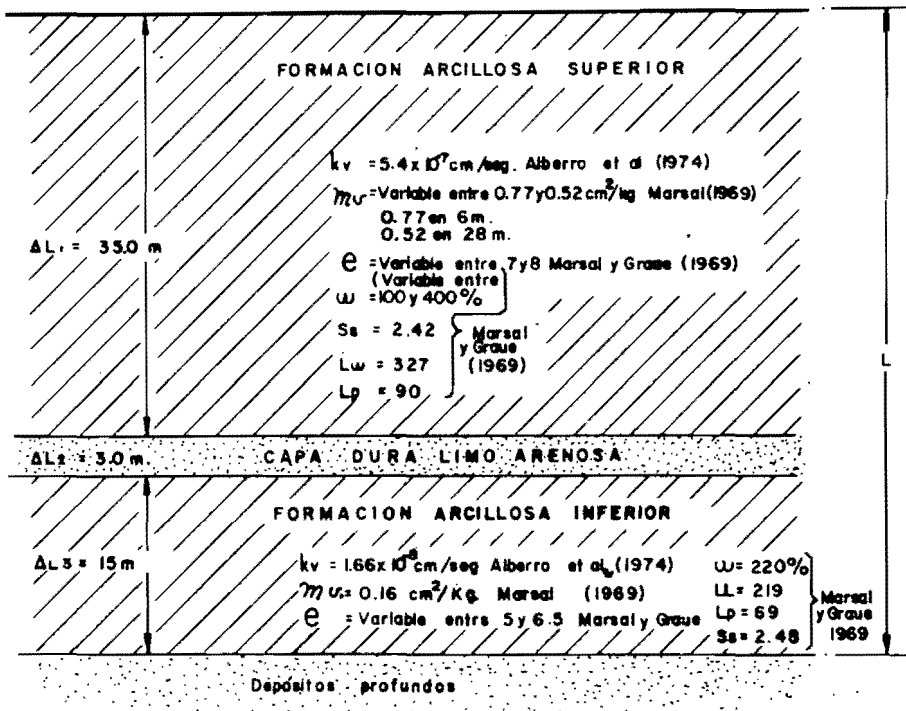 FORMACION ARCILLOSA SUPERIOR
kv = 5.4 x 10⁻⁷ cm/seg. Alberro et al (1974)
mv = Variable entre 0.77 y 0.52 cm²/kg Marsal (1969)
0.77 en 6 m.
0.52 en 28 m.
ΔL₁ = 35.0 m
e = Variable entre 7 y 8 Marsal y Graue (1969)
(Variable entre
ω = 100 y 400%
L
Ss = 2.42
Lω = 327
Lp = 90
Marsal
y Graue
(1969)
ΔL₂ = 3.0 m.
CAPA DURA LIMO ARENOSA
FORMACION ARCILLOSA INFERIOR
ΔL3 = 15 m
kv = 1.66 x 10⁻⁸ cm/seg Alberro et al, (1974)
mv = 0.16 cm²/Kg. Marsal (1969)
e = Variable entre 5 y 6.5 Marsal y Graue
ω = 220%
LL = 219
Lp = 69
Ss = 2.48
Marsal
y Graue
1969
Depósitos profundos